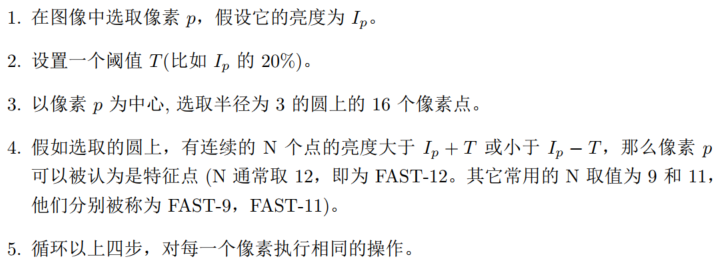 1. 在图像中选取像素 p，假设它的亮度为 Ip。
2. 设置一个阈值 T(比如 Ip 的 20%)。
3. 以像素 p 为中心, 选取半径为 3 的圆上的 16 个像素点。
4. 假如选取的圆上，有连续的 N 个点的亮度大于 Ip + T 或小于 Ip − T，那么像素 p
可以被认为是特征点 (N 通常取 12，即为 FAST-12。其它常用的 N 取值为 9 和 11，
他们分别被称为 FAST-9，FAST-11)。
5. 循环以上四步，对每一个像素执行相同的操作。